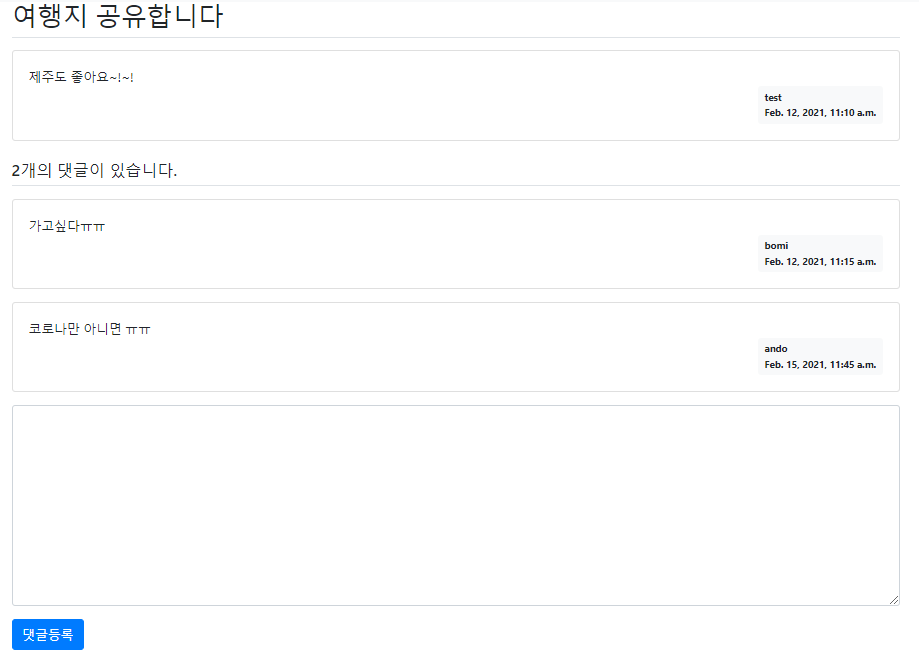 여행지 공유합니다
제주도 좋아요~!~!
test
Feb. 12, 2021, 11:10 a.m.
2개의 댓글이 있습니다.
가고싶다ㅠㅠ
bomi
Feb. 12, 2021, 11:15 a.m.
코로나만 아니면 ㅠㅠ
ando
Feb. 15, 2021, 11:45 a.m.
댓글등록